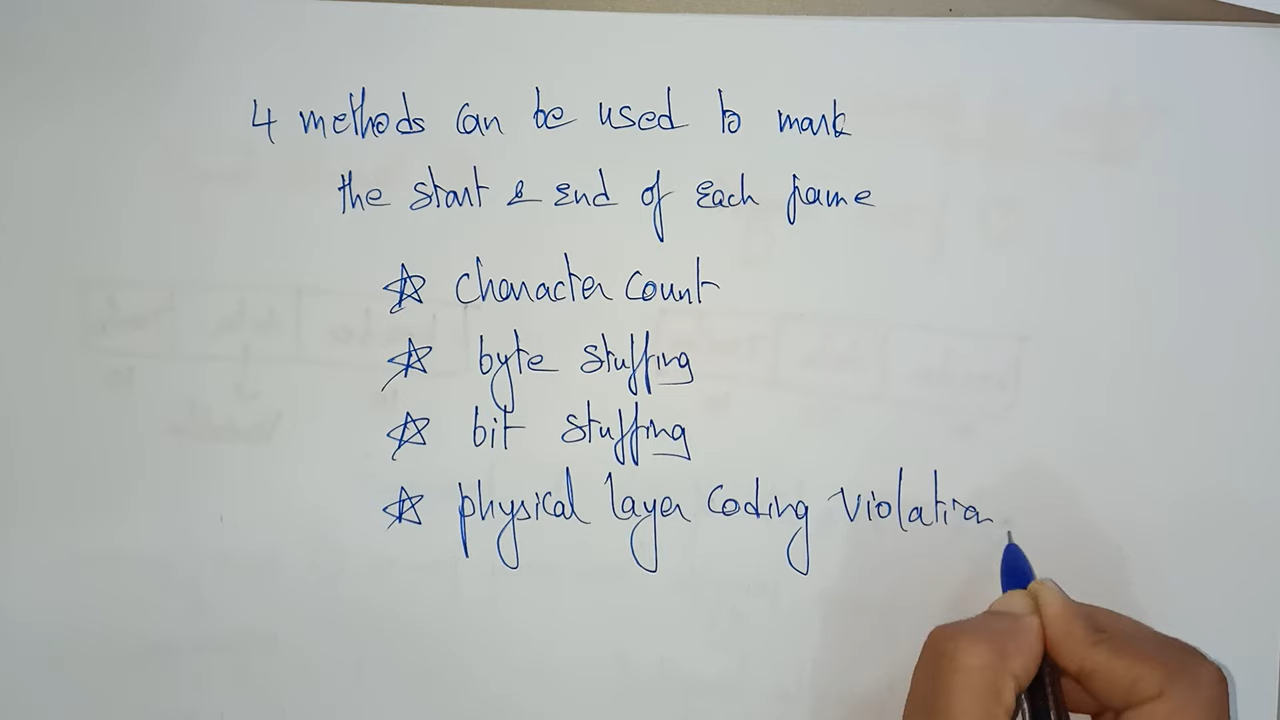 4 methods can be used to mark
the start & End of Each frame
☆ character count
☆ byte stuffing
☆ bit stuffing
☆ physical layer coding violation